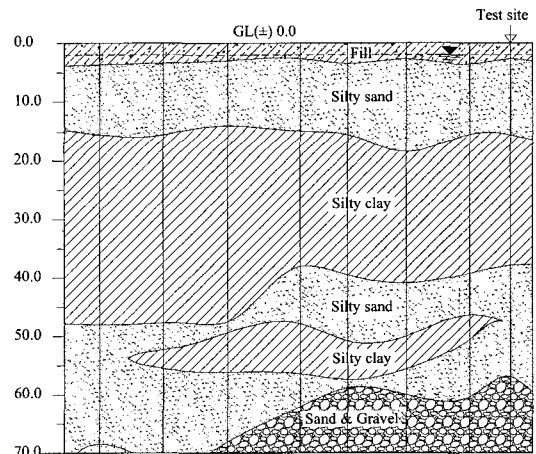 Test site
GL(±) 0.0
0.0
Fill
Silty sand
10.0
20.0
Silty clay
30.0
40.0
Silty sand
50.0
Silty clay
60.0
Sand & Gravel
70.0